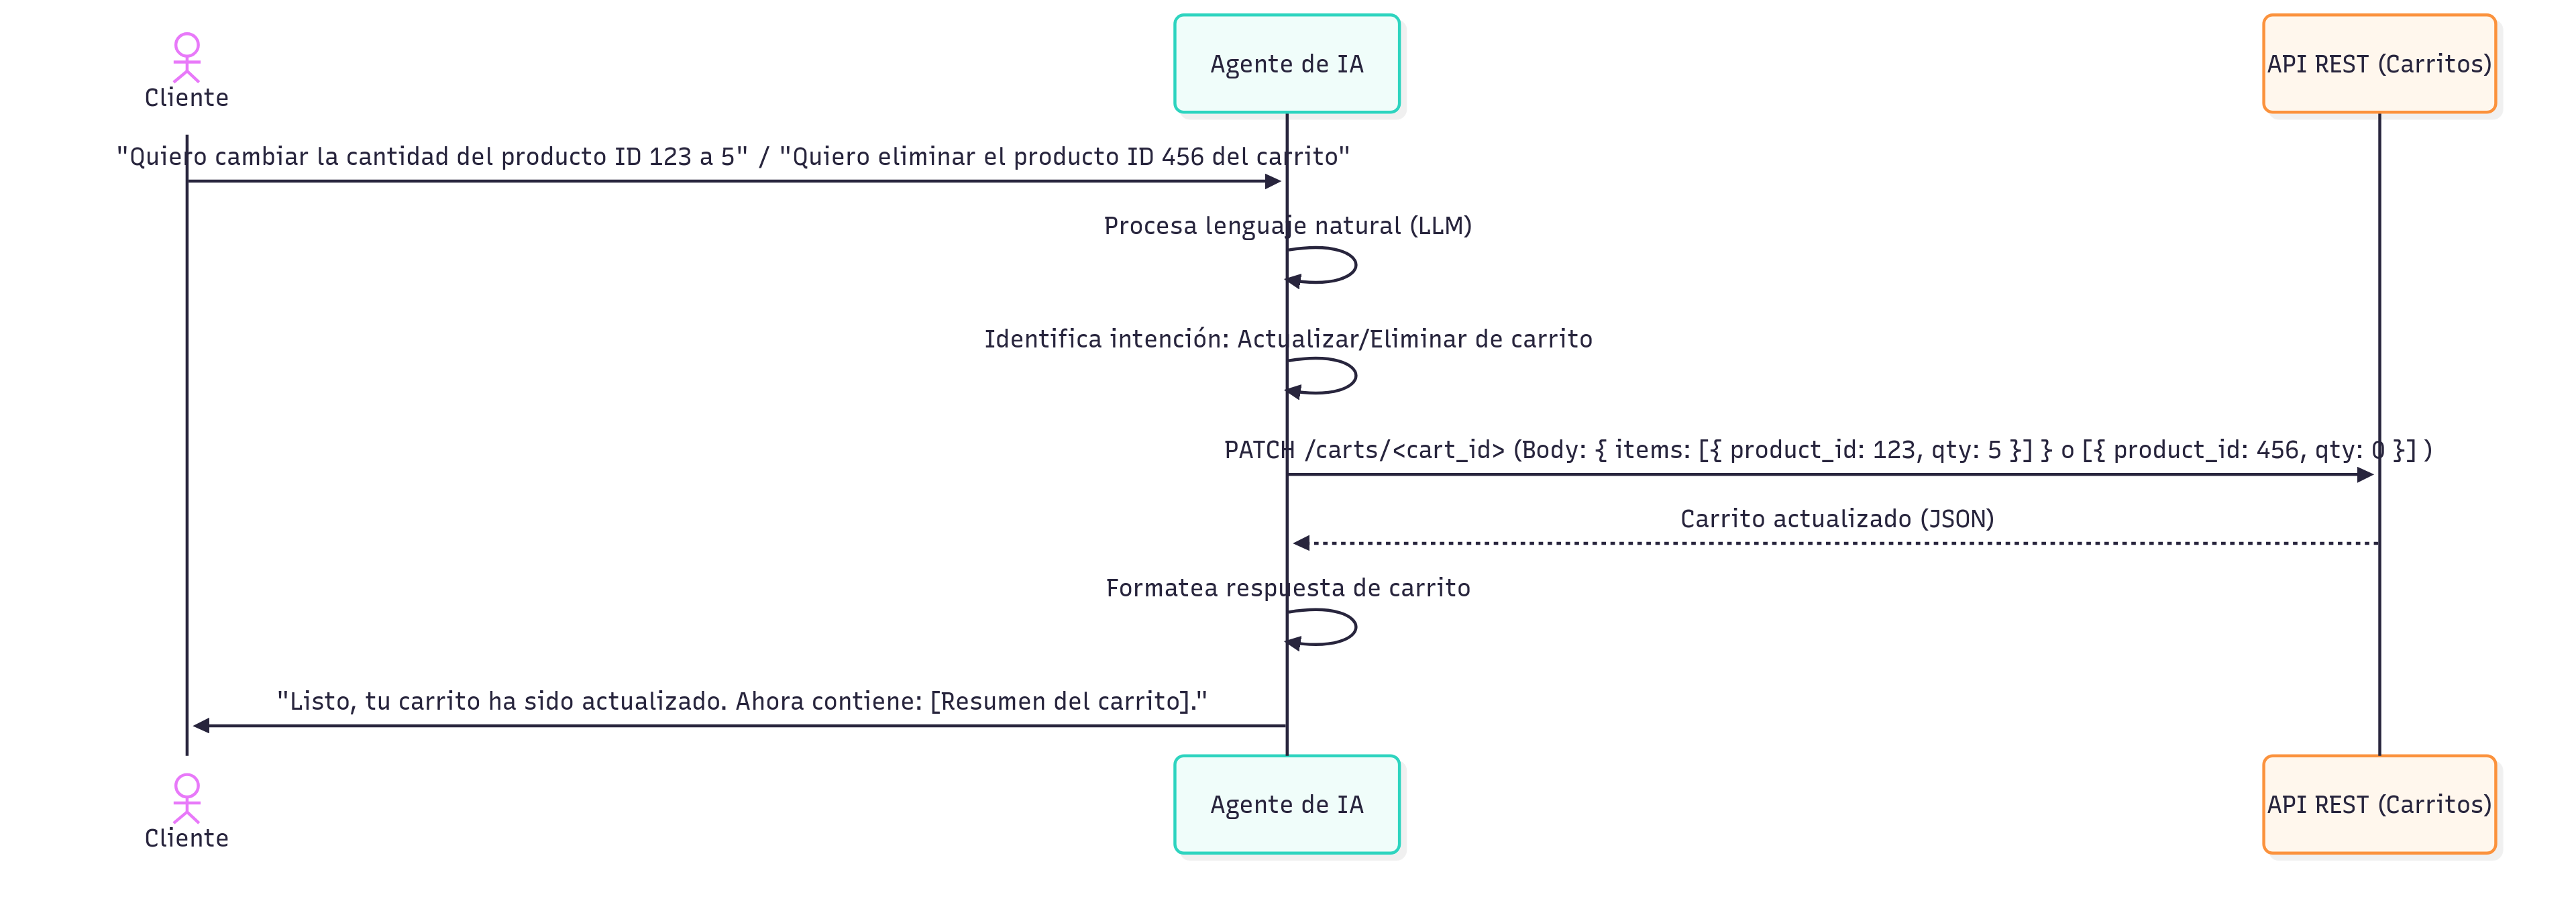 Cliente
Agente de IA
API REST (Carritos)
"Quiero cambiar la cantidad del producto ID 123 a 5" / "Quiero eliminar el producto ID 456 del carrito"
Procesa lenguaje natural (LLM)
Identifica intención: Actualizar/Eliminar de carrito
PATCH /carts/<cart_id> (Body: { items: [{ product_id: 123, qty: 5 }] } o [{ product_id: 456, qty: 0 }] )
Carrito actualizado (JSON)
Formatea respuesta de carrito
"Listo, tu carrito ha sido actualizado. Ahora contiene: [Resumen del carrito]."
Cliente
Agente de IA
API REST (Carritos)